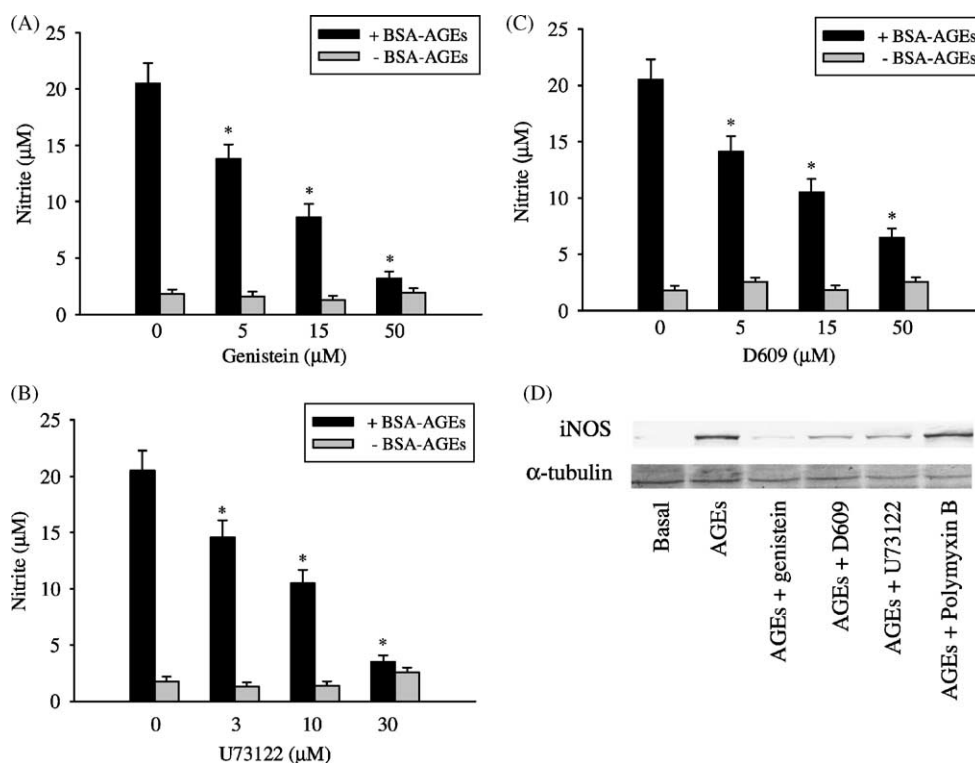 (A)
+ BSA-AGEs
- BSA-AGEs
Nitrite (μM)
25
20
15
10
5
0
*
*
*
0 5 15 50
Genistein (μM)
(B)
+ BSA-AGEs
- BSA-AGEs
Nitrite (μM)
25
20
15
10
5
0
*
*
*
0 3 10 30
U73122 (μM)
(C)
+ BSA-AGEs
- BSA-AGEs
Nitrite (μM)
25
20
15
10
5
0
*
*
*
0 5 15 50
D609 (μM)
(D)
iNOS
α-tubulin
Basal
AGEs
AGEs + genistein
AGEs + D609
AGEs + U73122
AGEs + Polymyxin B